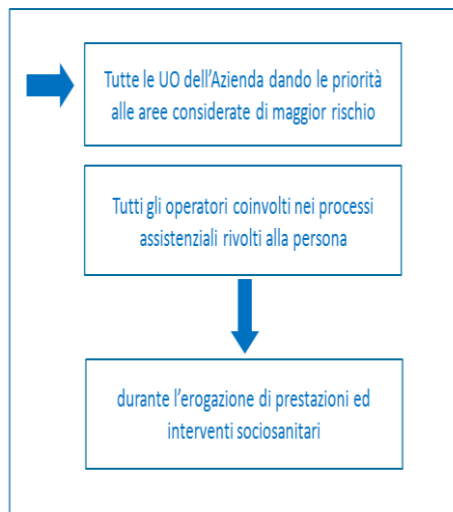 Tutte le UO dell'Azienda dando le priorità
alle aree considerate di maggior rischio
Tutti gli operatori coinvolti nei processi
assistenziali rivolti alla persona
durante l'erogazione di prestazioni ed
interventi sociosanitari